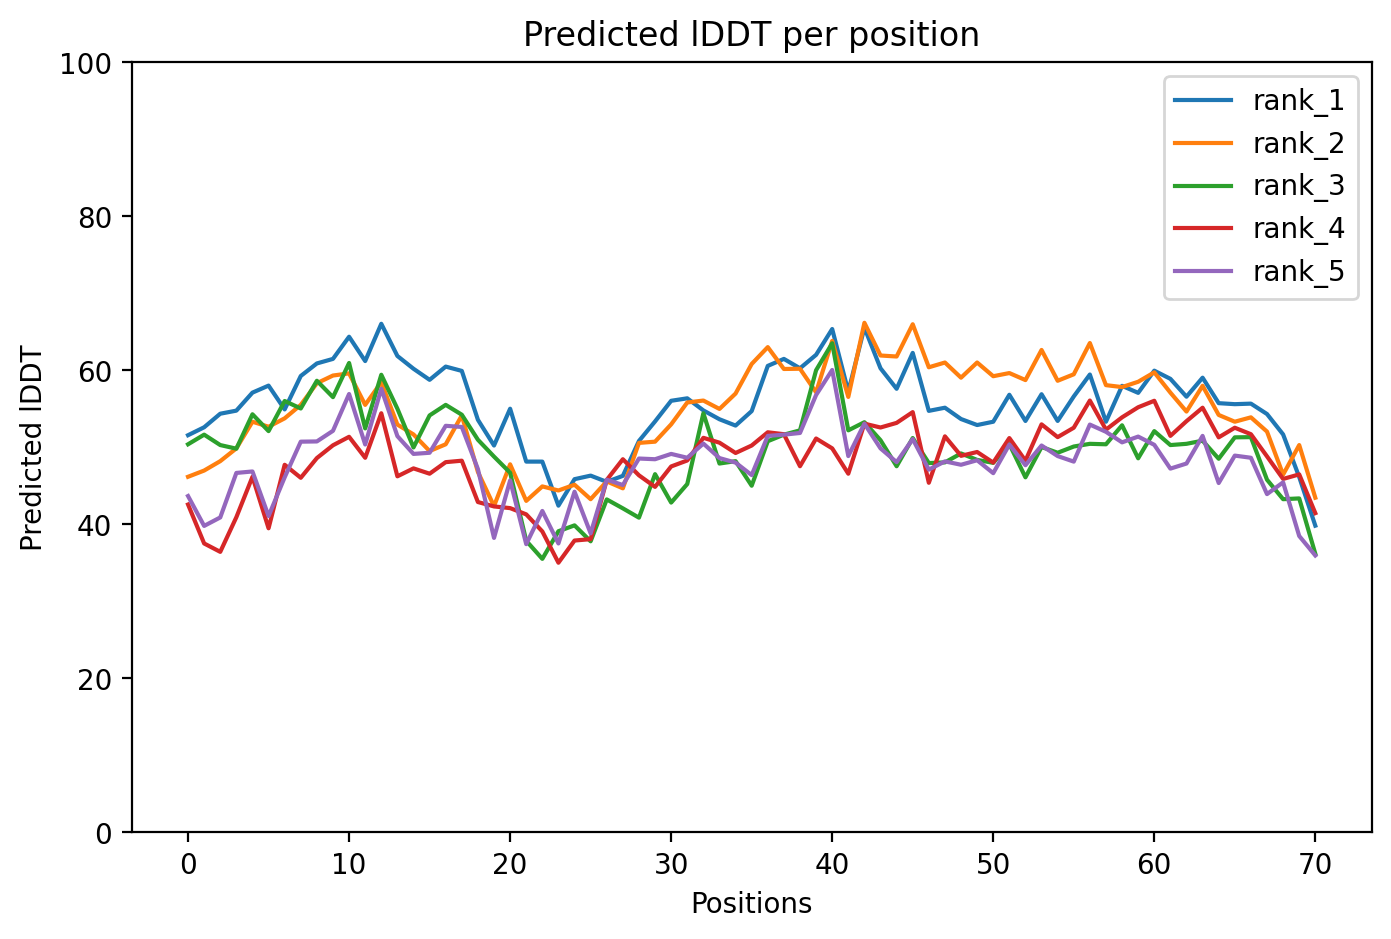 Predicted lDDT per position
100
80
60
40
20
0
Predicted lDDT
0 10 20 30 40 50 60 70
Positions
rank_1
rank_2
rank_3
rank_4
rank_5